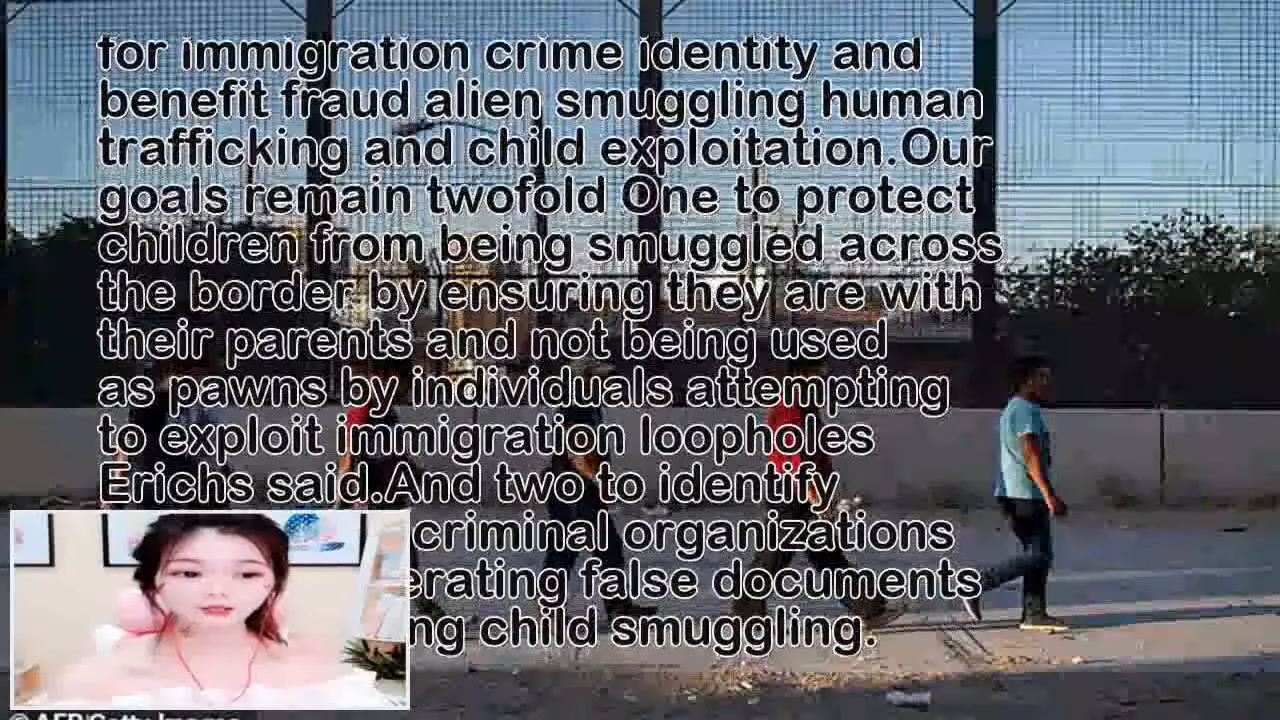 for immigration crime identity and
benefit fraud alien smuggling human
trafficking and child exploitation.Our
goals remain twofold One to protect
children from being smuggled across
the border by ensuring they are with
their parents and not being used
as pawns by individuals attempting
to exploit immigration loopholes
Erichs said.And two to identify
criminal organizations
erating false documents
ng child smuggling.
© AFP/Getty Images